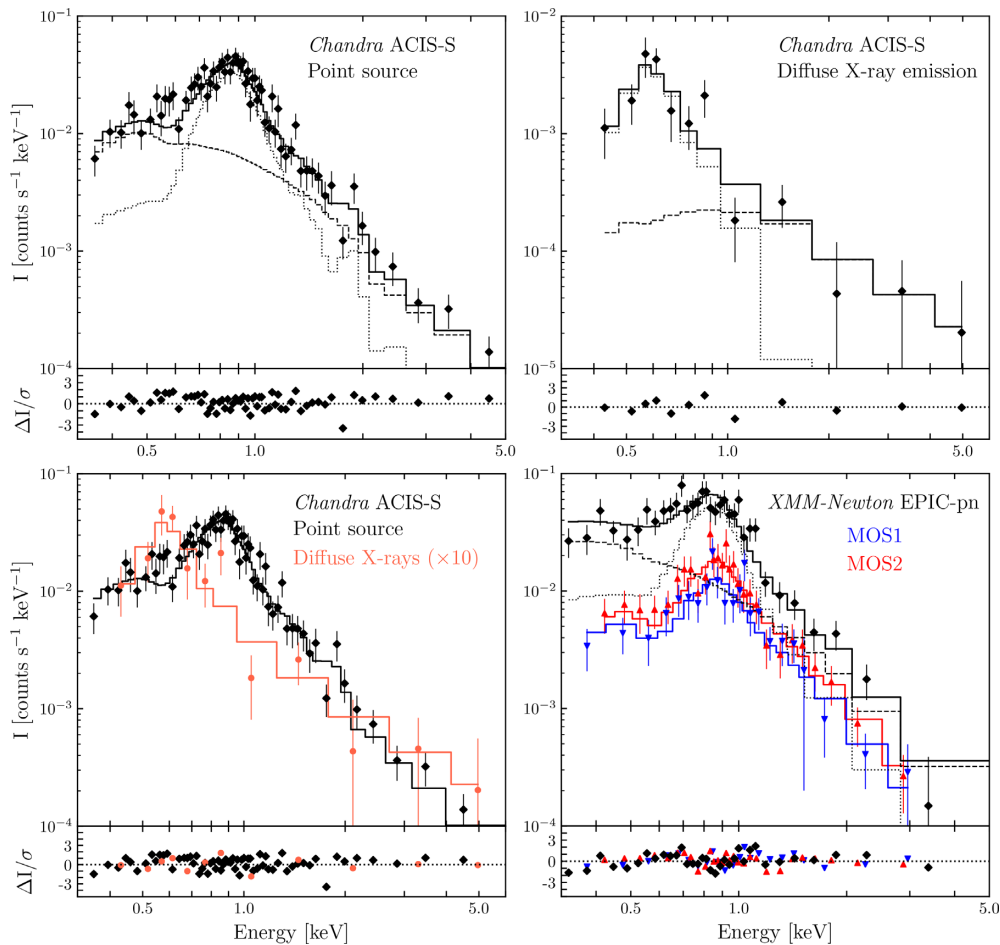 10⁻¹
Chandra ACIS-S
Point source
10⁻²
I [counts s⁻¹ keV⁻¹]
10⁻³
10⁻⁴
3
0
-3
ΔI/σ
0.5
1.0
5.0
10⁻²
Chandra ACIS-S
Diffuse X-ray emission
10⁻³
10⁻⁴
10⁻⁵
3
0
-3
0.5
1.0
5.0
10⁻¹
Chandra ACIS-S
Point source
Diffuse X-rays (×10)
10⁻²
I [counts s⁻¹ keV⁻¹]
10⁻³
10⁻⁴
3
0
-3
ΔI/σ
0.5
1.0
5.0
Energy [keV]
10⁻¹
XMM-Newton EPIC-pn
MOS1
MOS2
10⁻²
10⁻³
10⁻⁴
3
0
-3
0.5
1.0
5.0
Energy [keV]